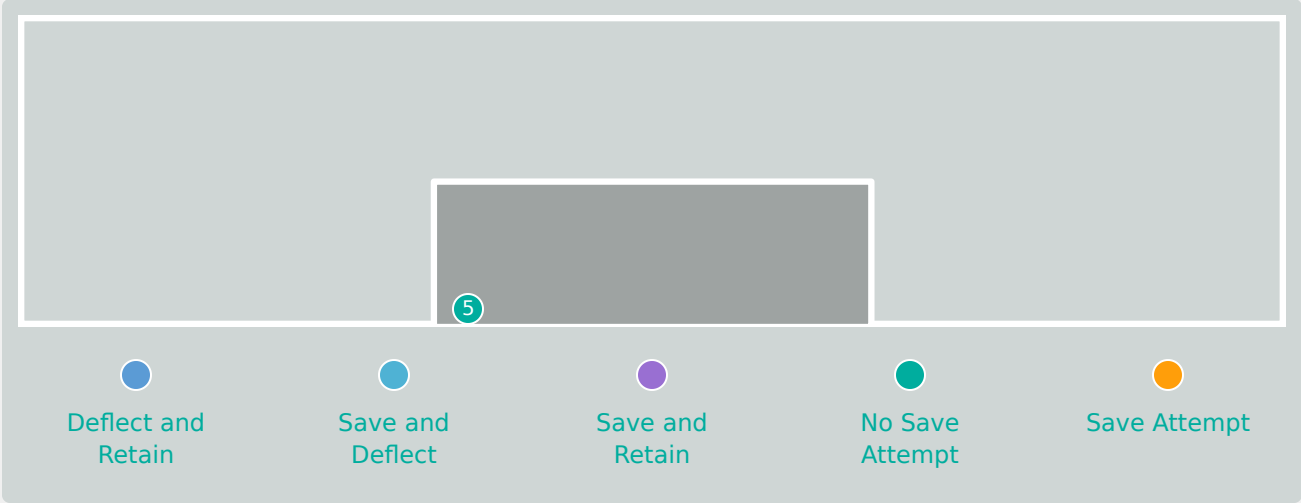 5
Deflect and
Retain
Save and
Deflect
Save and
Retain
No Save
Attempt
Save Attempt